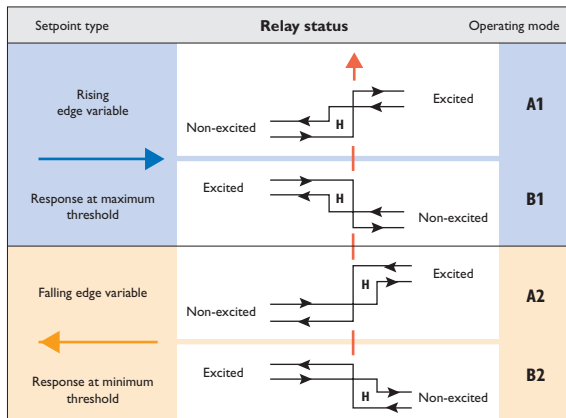 Setpoint type Relay status Operating mode
Rising
edge variable
Excited
A1
H
Non-excited
Excited
Response at maximum
threshold
H
B1
Non-excited
Excited
H
Falling edge variable
A2
Non-excited
Excited
Response at minimum
threshold
B2
H
Non-excited